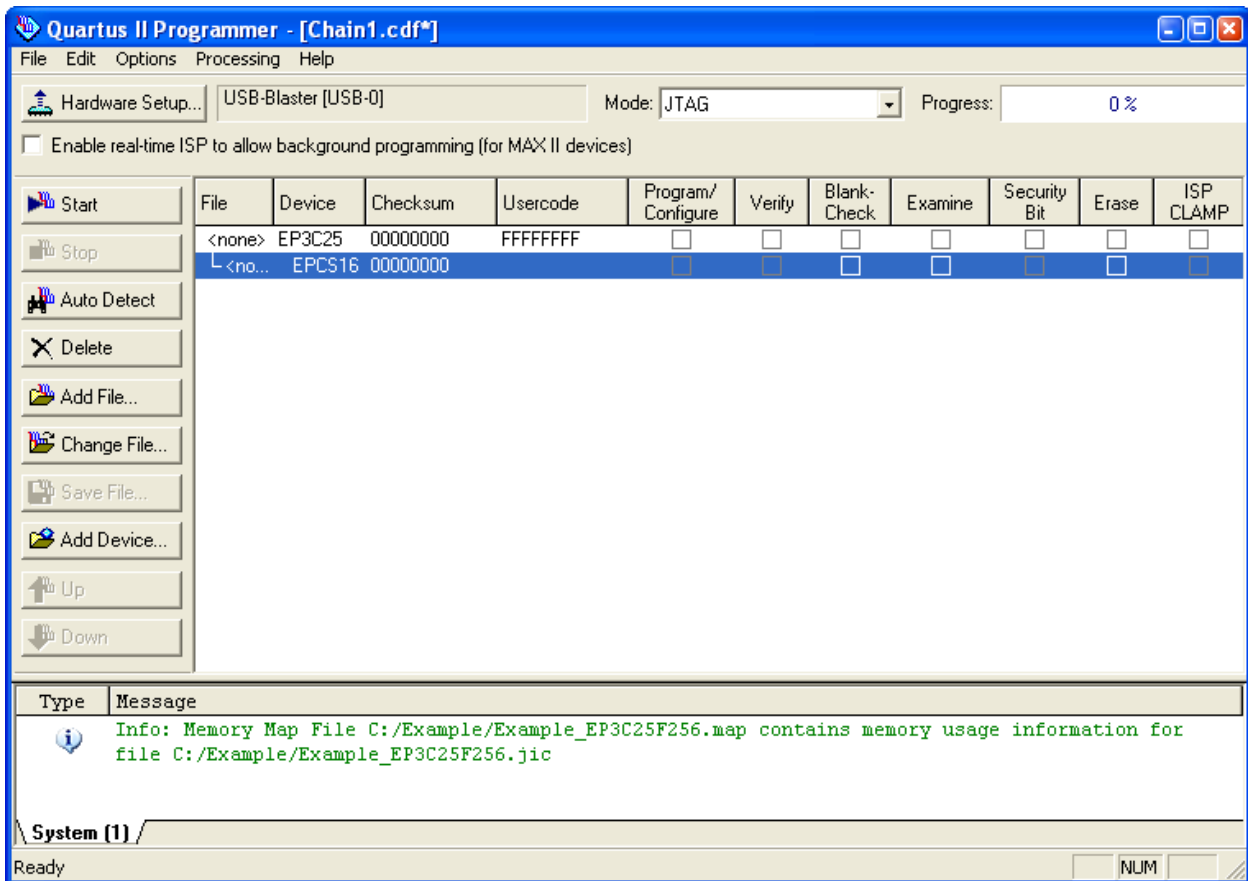 Quartus II Programmer - [Chain1.cdf*]
File Edit Options Processing Help
Hardware Setup... USB-Blaster [USB-0] Mode: JTAG Progress: 0 %
Enable real-time ISP to allow background programming (for MAX II devices)
Start
Stop
Auto Detect
Delete
Add File...
Change File...
Save File...
Add Device...
Up
Down
File Device Checksum Usercode Program/Configure Verify Blank-Check Examine Security Bit Erase ISP CLAMP
<none> EP3C25 00000000 FFFFFFFF
<no... EPCS16 00000000
Type Message
Info: Memory Map File C:/Example/Example_EP3C25F256.map contains memory usage information for
file C:/Example/Example_EP3C25F256.jic
System (1)
Ready NUM